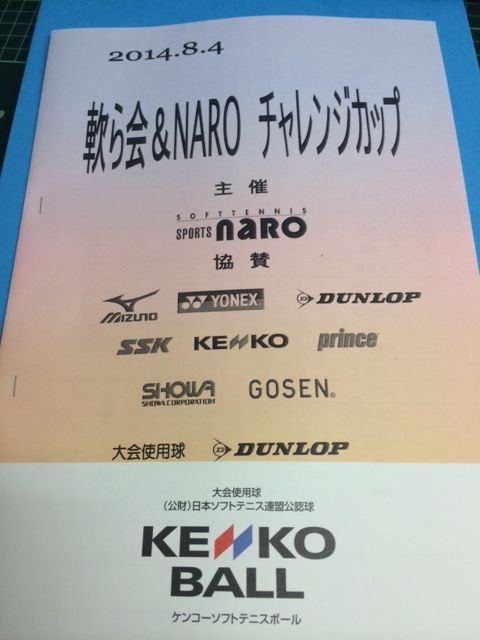 2014.8.4
軟ら会&NARO チャレンジカップ
主 催
SOFTTENNIS
SPORTS naRO
協 賛
MIZUNO YONEX DUNLOP
SSK KENKO prince
SHOWA GOSEN®
SHOWA CORPORATION
大会使用球 DUNLOP
大会使用球
(公財)日本ソフトテニス連盟公認球
KENKO
BALL
ケンコーソフトテニスボール